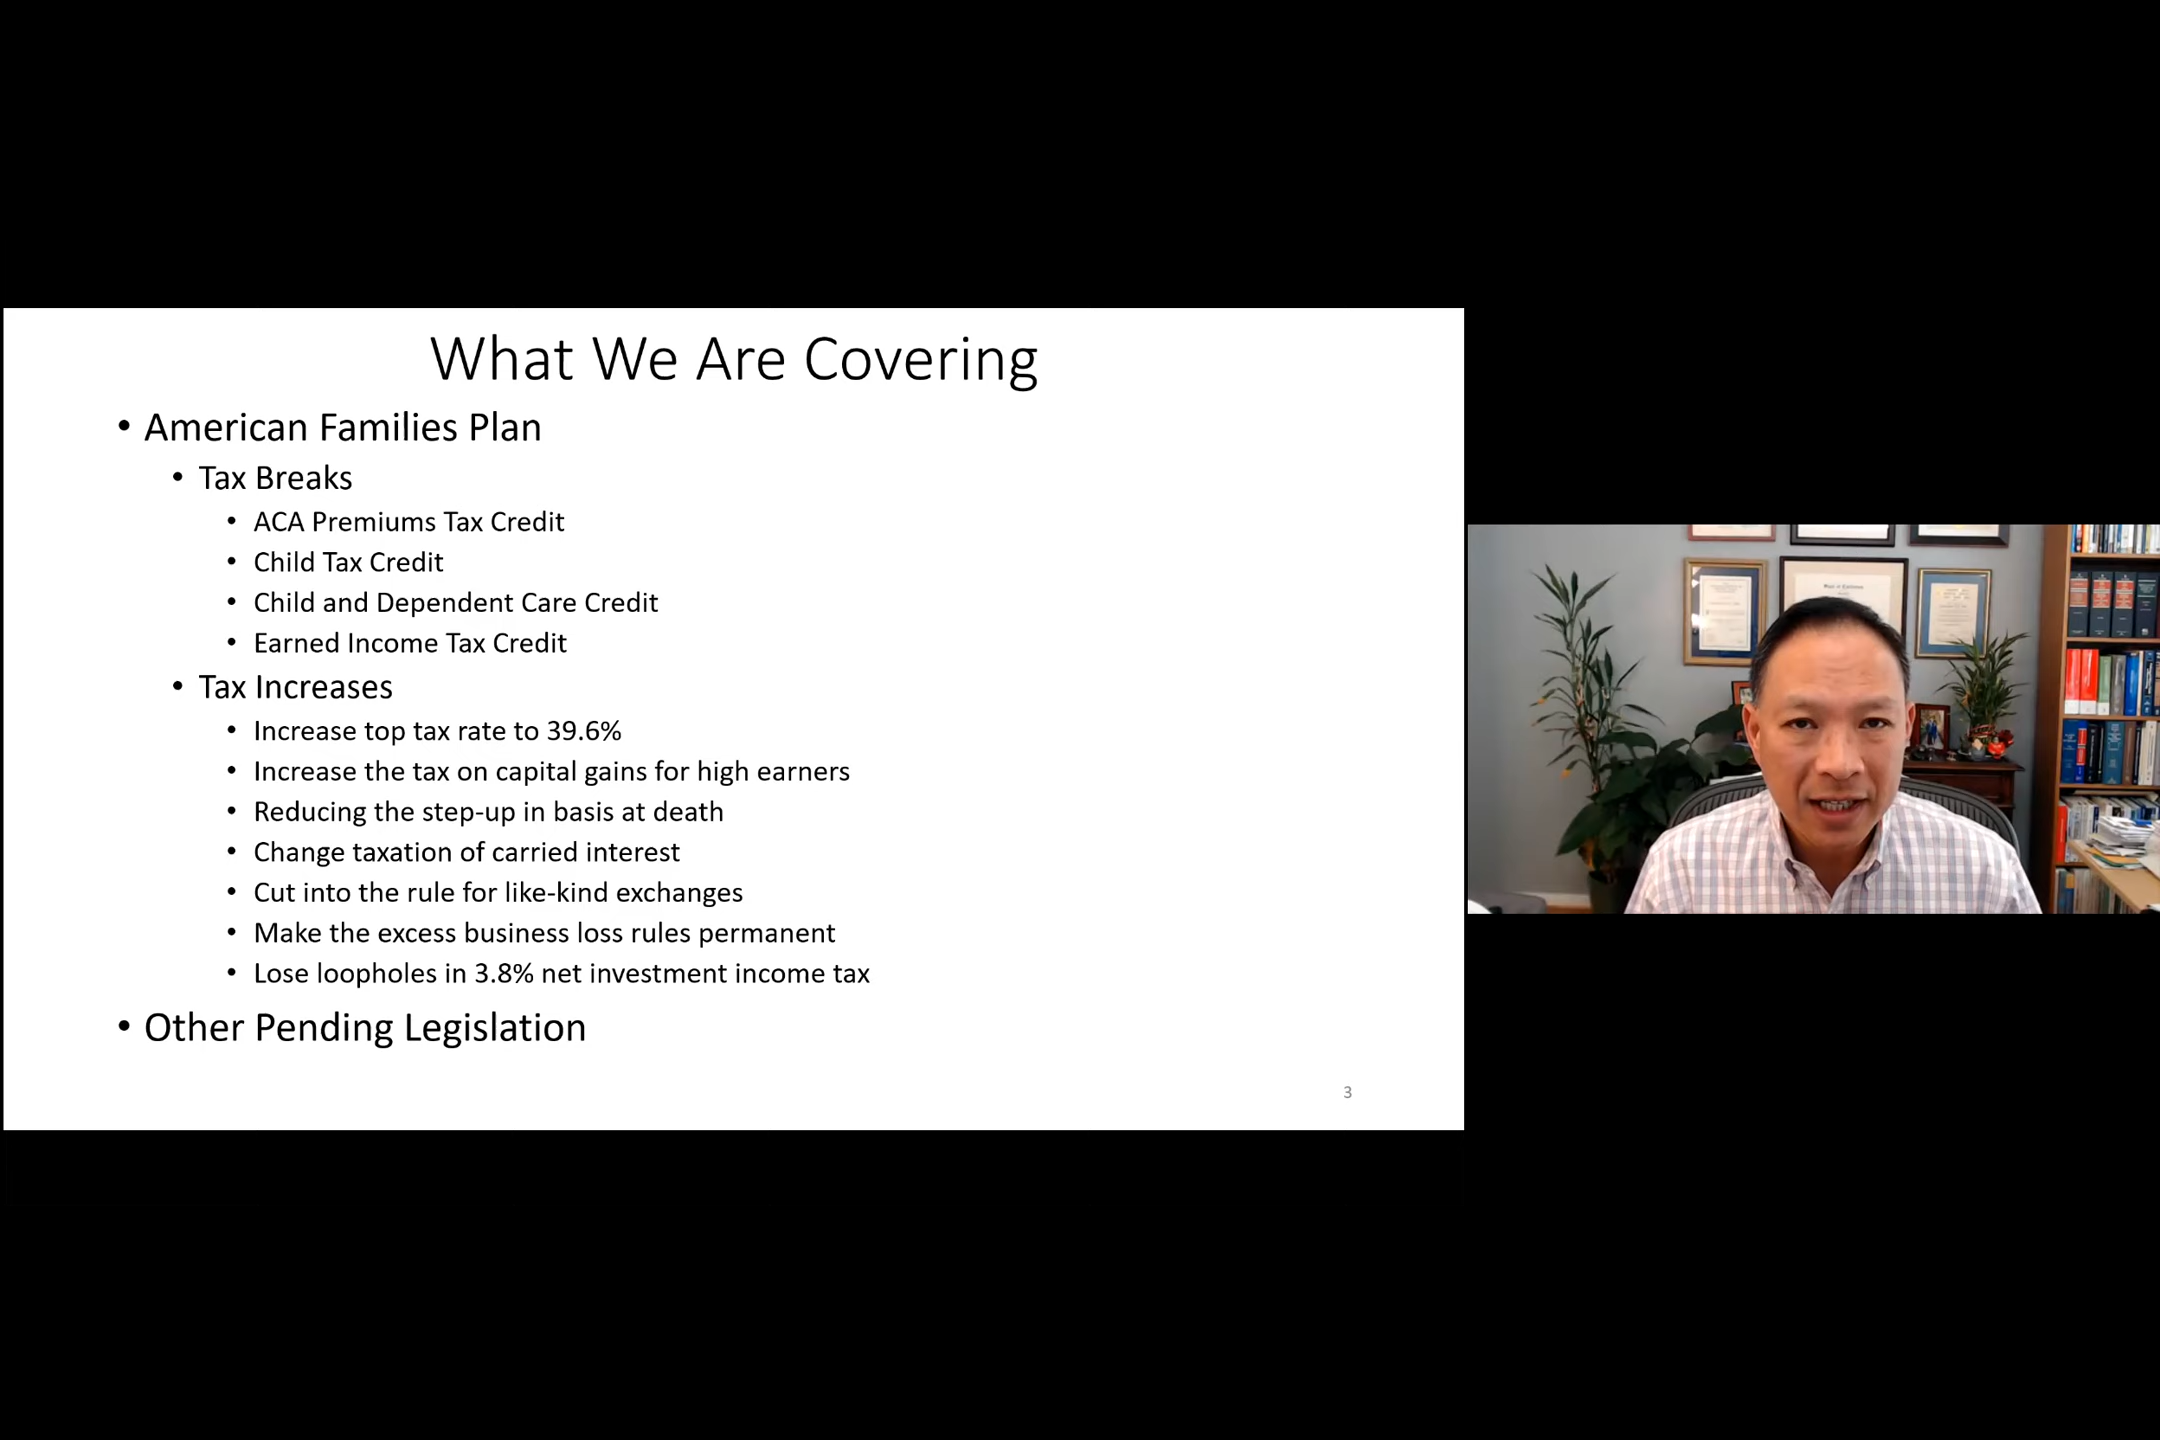 What We Are Covering
• American Families Plan
• Tax Breaks
• ACA Premiums Tax Credit
• Child Tax Credit
• Child and Dependent Care Credit
• Earned Income Tax Credit
• Tax Increases
• Increase top tax rate to 39.6%
• Increase the tax on capital gains for high earners
• Reducing the step-up in basis at death
• Change taxation of carried interest
• Cut into the rule for like-kind exchanges
• Make the excess business loss rules permanent
• Lose loopholes in 3.8% net investment income tax
• Other Pending Legislation
3